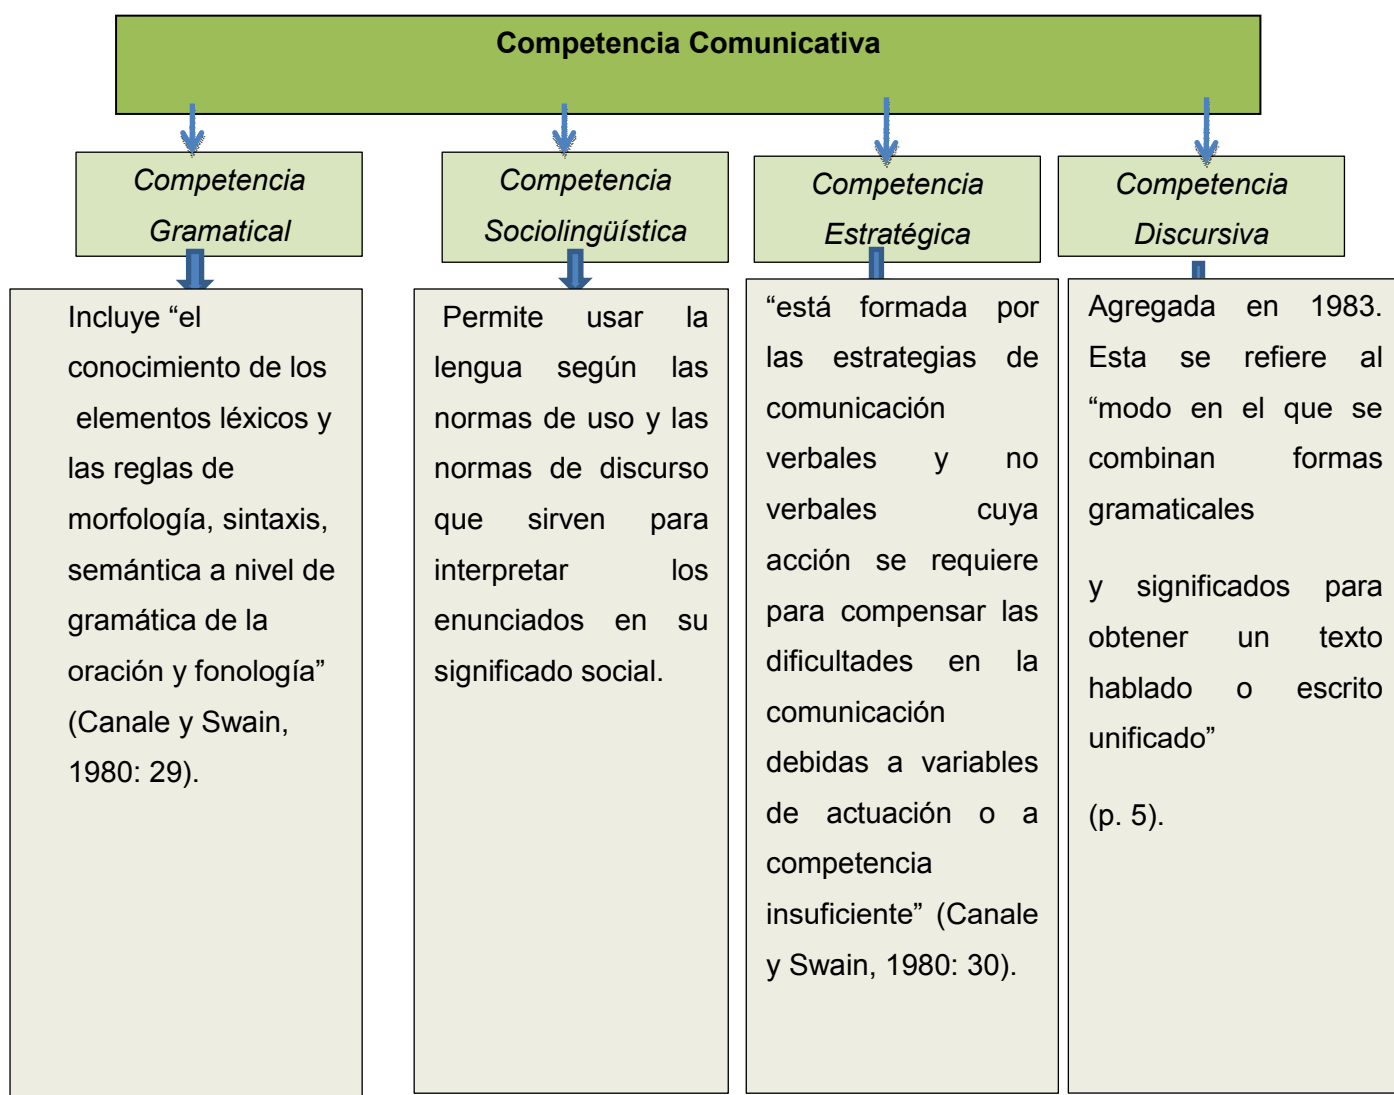 Competencia Comunicativa
Competencia
Gramatical
Competencia
Sociolingüística
Competencia
Estratégica
Competencia
Discursiva
Incluye “el
conocimiento de los
elementos léxicos y
las reglas de
morfología, sintaxis,
semántica a nivel de
gramática de la
oración y fonología”
(Canale y Swain,
1980: 29).
Permite usar la
lengua según las
normas de uso y las
normas de discurso
que sirven para
interpretar los
enunciados en su
significado social.
“está formada por
las estrategias de
comunicación
verbales y no
verbales cuya
acción se requiere
para compensar las
dificultades en la
comunicación
debidas a variables
de actuación o a
competencia
insuficiente” (Canale
y Swain, 1980: 30).
Agregada en 1983.
Esta se refiere al
“modo en el que se
combinan formas
gramaticales
y significados para
obtener un texto
hablado o escrito
unificado”
(p. 5).